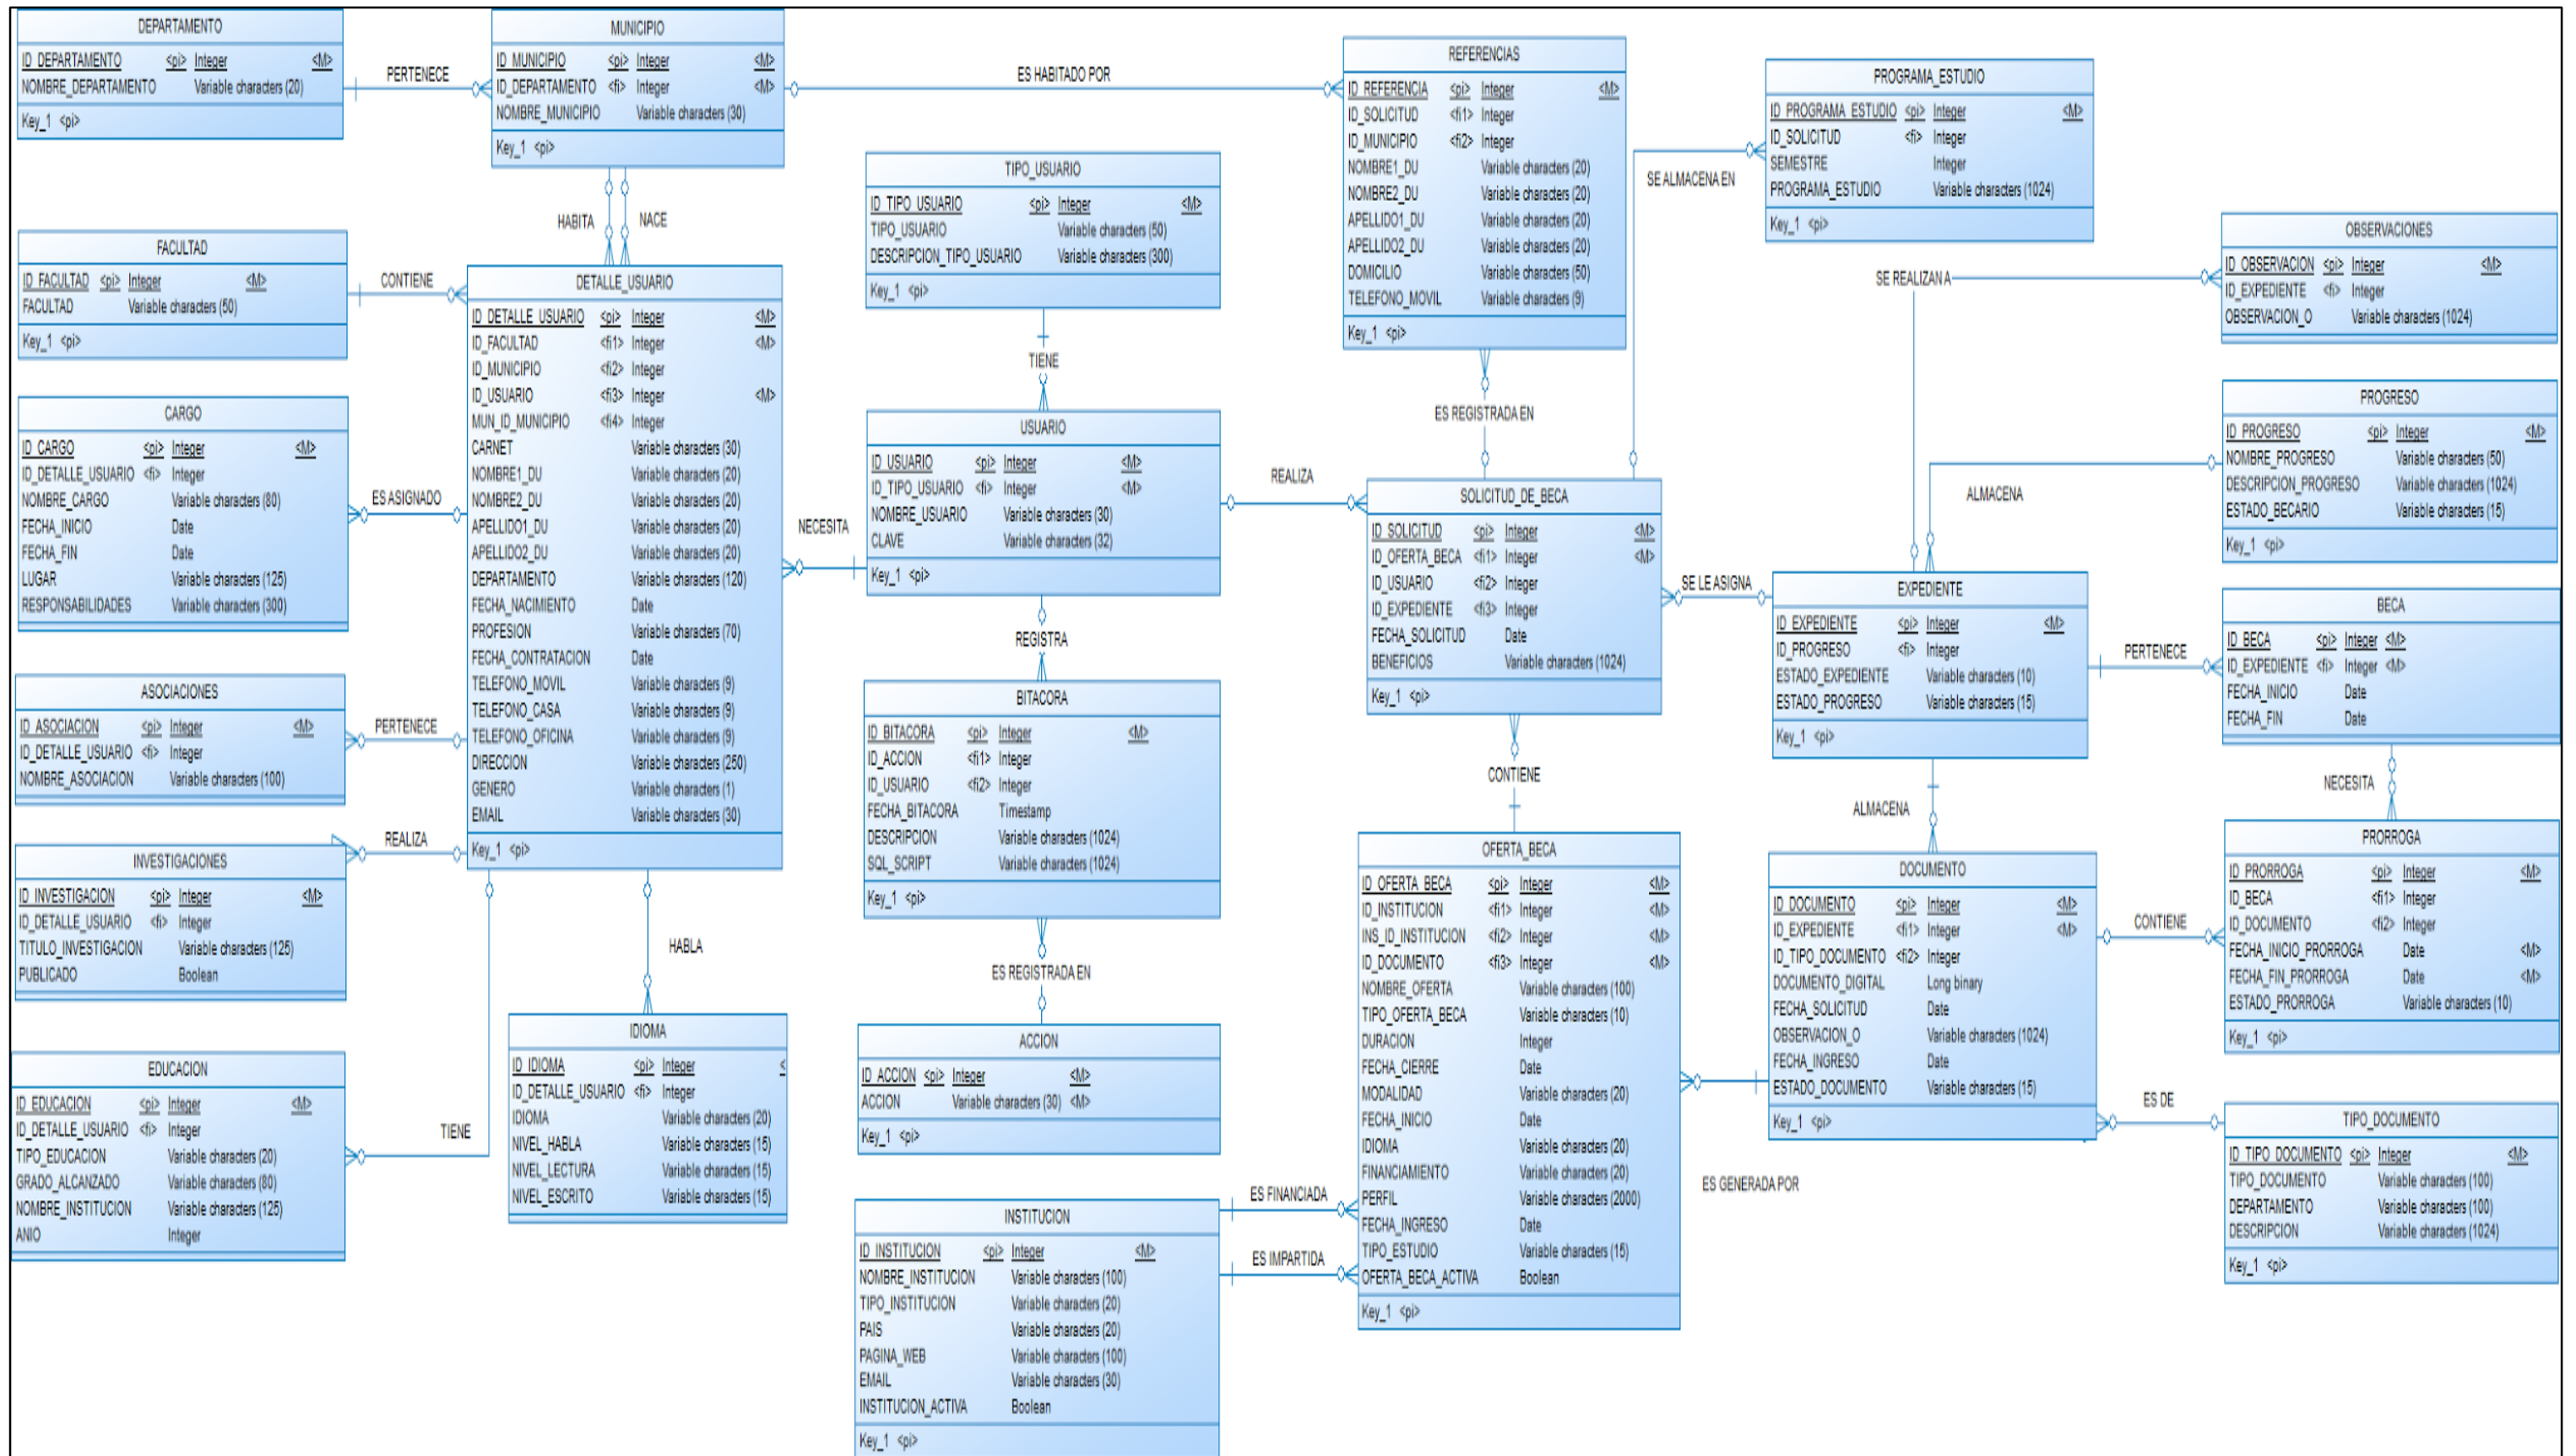 DEPARTAMENTO
ID_DEPARTAMENTO <pi> Integer <M>
NOMBRE_DEPARTAMENTO Variable characters (20)
Key_1 <pi>
PERTENECE
MUNICIPIO
ID_MUNICIPIO <pi> Integer <M>
ID_DEPARTAMENTO <fi> Integer <M>
NOMBRE_MUNICIPIO Variable characters (30)
Key_1 <pi>
ES HABITADO POR
REFERENCIAS
ID_REFERENCIA <pi> Integer <M>
ID_SOLICITUD <fi1> Integer
ID_MUNICIPIO <fi2> Integer
NOMBRE1_DU Variable characters (20)
NOMBRE2_DU Variable characters (20)
APELLIDO1_DU Variable characters (20)
APELLIDO2_DU Variable characters (20)
DOMICILIO Variable characters (50)
TELEFONO_MOVIL Variable characters (9)
Key_1 <pi>
SE ALMACENA EN
PROGRAMA_ESTUDIO
ID_PROGRAMA_ESTUDIO <pi> Integer <M>
ID_SOLICITUD <fi> Integer
SEMESTRE Integer
PROGRAMA_ESTUDIO Variable characters (1024)
Key_1 <pi>
TIPO_USUARIO
ID_TIPO_USUARIO <pi> Integer <M>
TIPO_USUARIO Variable characters (50)
DESCRIPCION_TIPO_USUARIO Variable characters (300)
Key_1 <pi>
HABITA
NACE
OBSERVACIONES
ID_OBSERVACION <pi> Integer <M>
ID_EXPEDIENTE <fi> Integer
OBSERVACION_O Variable characters (1024)
SE REALIZAN A
FACULTAD
ID_FACULTAD <pi> Integer <M>
FACULTAD Variable characters (50)
Key_1 <pi>
CONTIENE
DETALLE_USUARIO
ID_DETALLE_USUARIO <pi> Integer <M>
ID_FACULTAD <fi1> Integer <M>
ID_MUNICIPIO <fi2> Integer
ID_USUARIO <fi3> Integer <M>
MUN_ID_MUNICIPIO <fi4> Integer
CARNET Variable characters (30)
NOMBRE1_DU Variable characters (20)
NOMBRE2_DU Variable characters (20)
APELLIDO1_DU Variable characters (20)
APELLIDO2_DU Variable characters (20)
DEPARTAMENTO Variable characters (120)
FECHA_NACIMIENTO Date
PROFESION Variable characters (70)
FECHA_CONTRATACION Date
TELEFONO_MOVIL Variable characters (9)
TELEFONO_CASA Variable characters (9)
TELEFONO_OFICINA Variable characters (9)
DIRECCION Variable characters (250)
GENERO Variable characters (1)
EMAIL Variable characters (30)
Key_1 <pi>
TIENE
CARGO
ID_CARGO <pi> Integer <M>
ID_DETALLE_USUARIO <fi> Integer
NOMBRE_CARGO Variable characters (80)
FECHA_INICIO Date
FECHA_FIN Date
LUGAR Variable characters (125)
RESPONSABILIDADES Variable characters (300)
ES ASIGNADO
USUARIO
ID_USUARIO <pi> Integer <M>
ID_TIPO_USUARIO <fi> Integer <M>
NOMBRE_USUARIO Variable characters (30)
CLAVE Variable characters (32)
Key_1 <pi>
NECESITA
REALIZA
ES REGISTRADA EN
SOLICITUD_DE_BECA
ID_SOLICITUD <pi> Integer <M>
ID_OFERTA_BECA <fi1> Integer <M>
ID_USUARIO <fi2> Integer
ID_EXPEDIENTE <fi3> Integer
FECHA_SOLICITUD Date
BENEFICIOS Variable characters (1024)
Key_1 <pi>
SE LE ASIGNA
PROGRESO
ID_PROGRESO <pi> Integer <M>
NOMBRE_PROGRESO Variable characters (50)
DESCRIPCION_PROGRESO Variable characters (1024)
ESTADO_BECARIO Variable characters (15)
Key_1 <pi>
ALMACENA
EXPEDIENTE
ID_EXPEDIENTE <pi> Integer <M>
ID_PROGRESO <fi> Integer
ESTADO_EXPEDIENTE Variable characters (10)
ESTADO_PROGRESO Variable characters (15)
Key_1 <pi>
PERTENECE
BECA
ID_BECA <pi> Integer <M>
ID_EXPEDIENTE <fi> Integer <M>
FECHA_INICIO Date
FECHA_FIN Date
REGISTRA
ASOCIACIONES
ID_ASOCIACION <pi> Integer <M>
ID_DETALLE_USUARIO <fi> Integer
NOMBRE_ASOCIACION Variable characters (100)
PERTENECE
BITACORA
ID_BITACORA <pi> Integer <M>
ID_ACCION <fi1> Integer
ID_USUARIO <fi2> Integer
FECHA_BITACORA Timestamp
DESCRIPCION Variable characters (1024)
SQL_SCRIPT Variable characters (1024)
Key_1 <pi>
CONTIENE
ALMACENA
NECESITA
REALIZA
INVESTIGACIONES
ID_INVESTIGACION <pi> Integer <M>
ID_DETALLE_USUARIO <fi> Integer
TITULO_INVESTIGACION Variable characters (125)
PUBLICADO Boolean
HABLA
ES REGISTRADA EN
OFERTA_BECA
ID_OFERTA_BECA <pi> Integer <M>
ID_INSTITUCION <fi1> Integer <M>
INS_ID_INSTITUCION <fi2> Integer <M>
ID_DOCUMENTO <fi3> Integer <M>
NOMBRE_OFERTA Variable characters (100)
TIPO_OFERTA_BECA Variable characters (10)
DURACION Integer
FECHA_CIERRE Date
MODALIDAD Variable characters (20)
FECHA_INICIO Date
IDIOMA Variable characters (20)
FINANCIAMIENTO Variable characters (20)
PERFIL Variable characters (2000)
FECHA_INGRESO Date
TIPO_ESTUDIO Variable characters (15)
OFERTA_BECA_ACTIVA Boolean
Key_1 <pi>
DOCUMENTO
ID_DOCUMENTO <pi> Integer <M>
ID_EXPEDIENTE <fi1> Integer <M>
ID_TIPO_DOCUMENTO <fi2> Integer
DOCUMENTO_DIGITAL Long binary
FECHA_SOLICITUD Date
OBSERVACION_O Variable characters (1024)
FECHA_INGRESO Date
ESTADO_DOCUMENTO Variable characters (15)
Key_1 <pi>
CONTIENE
PRORROGA
ID_PRORROGA <pi> Integer <M>
ID_BECA <fi1> Integer
ID_DOCUMENTO <fi2> Integer
FECHA_INICIO_PRORROGA Date <M>
FECHA_FIN_PRORROGA Date <M>
ESTADO_PRORROGA Variable characters (10)
Key_1 <pi>
EDUCACION
ID_EDUCACION <pi> Integer <M>
ID_DETALLE_USUARIO <fi> Integer
TIPO_EDUCACION Variable characters (20)
GRADO_ALCANZADO Variable characters (80)
NOMBRE_INSTITUCION Variable characters (125)
ANIO Integer
TIENE
IDIOMA
ID_IDIOMA <pi> Integer <
ID_DETALLE_USUARIO <fi> Integer
IDIOMA Variable characters (20)
NIVEL_HABLA Variable characters (15)
NIVEL_LECTURA Variable characters (15)
NIVEL_ESCRITO Variable characters (15)
ACCION
ID_ACCION <pi> Integer <M>
ACCION Variable characters (30) <M>
Key_1 <pi>
ES GENERADA POR
ES DE
TIPO_DOCUMENTO
ID_TIPO_DOCUMENTO <pi> Integer <M>
TIPO_DOCUMENTO Variable characters (100)
DEPARTAMENTO Variable characters (100)
DESCRIPCION Variable characters (1024)
Key_1 <pi>
ES FINANCIADA
ES IMPARTIDA
INSTITUCION
ID_INSTITUCION <pi> Integer <M>
NOMBRE_INSTITUCION Variable characters (100)
TIPO_INSTITUCION Variable characters (20)
PAIS Variable characters (20)
PAGINA_WEB Variable characters (100)
EMAIL Variable characters (30)
INSTITUCION_ACTIVA Boolean
Key_1 <pi>